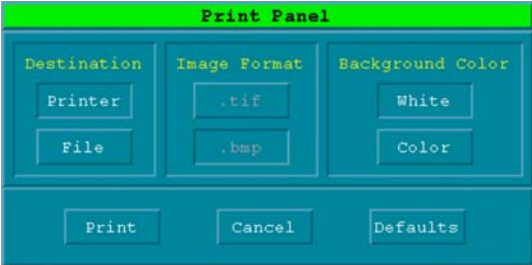 Print Panel
Destination Image Format Background Color
Printer .tif White
File .bmp Color
Print Cancel Defaults